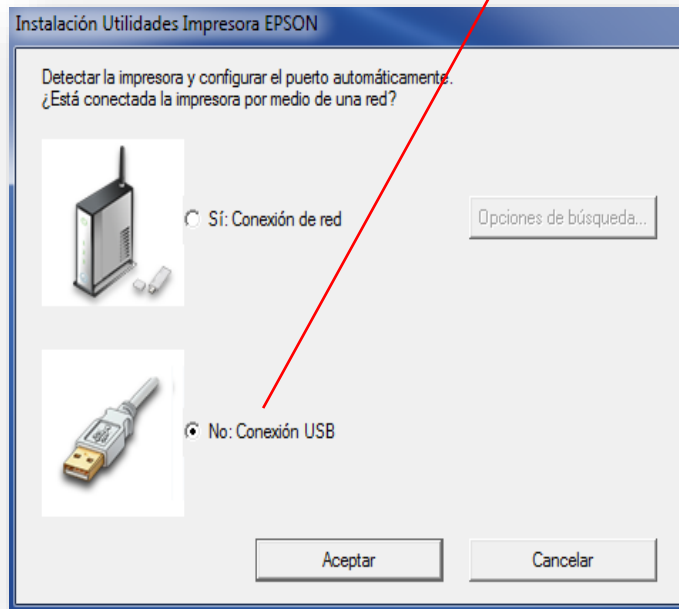 Instalación Utilidades Impresora EPSON
Detectar la impresora y configurar el puerto automáticamente.
¿Está conectada la impresora por medio de una red?
Sí: Conexión de red
Opciones de búsqueda...
No: Conexión USB
Aceptar
Cancelar